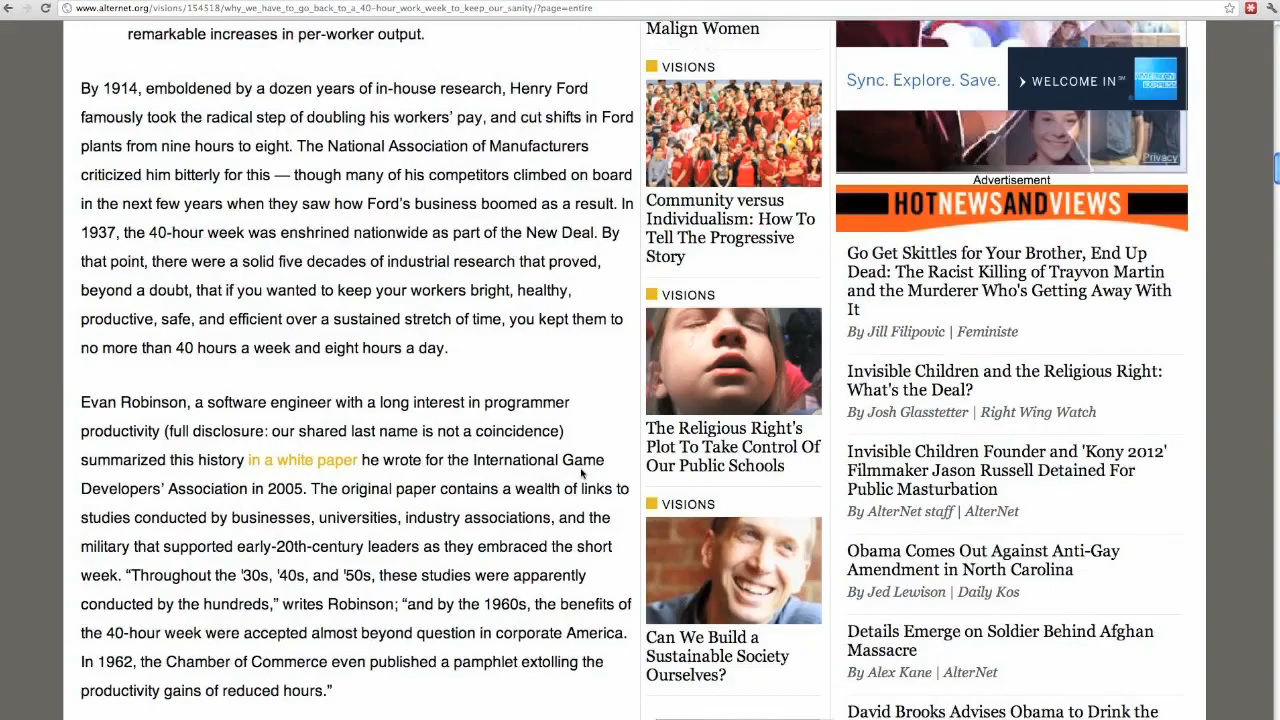 www.alternet.org/visions/154518/why_we_have_to_go_back_to_a_40-hour_work_week_to_keep_our_sanity/?page=entire
remarkable increases in per-worker output.
By 1914, emboldened by a dozen years of in-house research, Henry Ford
famously took the radical step of doubling his workers' pay, and cut shifts in Ford
plants from nine hours to eight. The National Association of Manufacturers
criticized him bitterly for this — though many of his competitors climbed on board
in the next few years when they saw how Ford's business boomed as a result. In
1937, the 40-hour week was enshrined nationwide as part of the New Deal. By
that point, there were a solid five decades of industrial research that proved,
beyond a doubt, that if you wanted to keep your workers bright, healthy,
productive, safe, and efficient over a sustained stretch of time, you kept them to
no more than 40 hours a week and eight hours a day.
Evan Robinson, a software engineer with a long interest in programmer
productivity (full disclosure: our shared last name is not a coincidence)
summarized this history in a white paper he wrote for the International Game
Developers' Association in 2005. The original paper contains a wealth of links to
studies conducted by businesses, universities, industry associations, and the
military that supported early-20th-century leaders as they embraced the short
week. “Throughout the '30s, '40s, and '50s, these studies were apparently
conducted by the hundreds,” writes Robinson; “and by the 1960s, the benefits of
the 40-hour week were accepted almost beyond question in corporate America.
In 1962, the Chamber of Commerce even published a pamphlet extolling the
productivity gains of reduced hours.”
Malign Women
VISIONS
Community versus
Individualism: How To
Tell The Progressive
Story
VISIONS
The Religious Right's
Plot To Take Control Of
Our Public Schools
VISIONS
Can We Build a
Sustainable Society
Ourselves?
Sync. Explore. Save.
WELCOME IN℠
AMERICAN EXPRESS
Privacy
Advertisement
HOTNEWSANDVIEWS
Go Get Skittles for Your Brother, End Up
Dead: The Racist Killing of Trayvon Martin
and the Murderer Who's Getting Away With
It
By Jill Filipovic | Feministe
Invisible Children and the Religious Right:
What's the Deal?
By Josh Glasstetter | Right Wing Watch
Invisible Children Founder and 'Kony 2012'
Filmmaker Jason Russell Detained For
Public Masturbation
By AlterNet staff | AlterNet
Obama Comes Out Against Anti-Gay
Amendment in North Carolina
By Jed Lewison | Daily Kos
Details Emerge on Soldier Behind Afghan
Massacre
By Alex Kane | AlterNet
David Brooks Advises Obama to Drink the